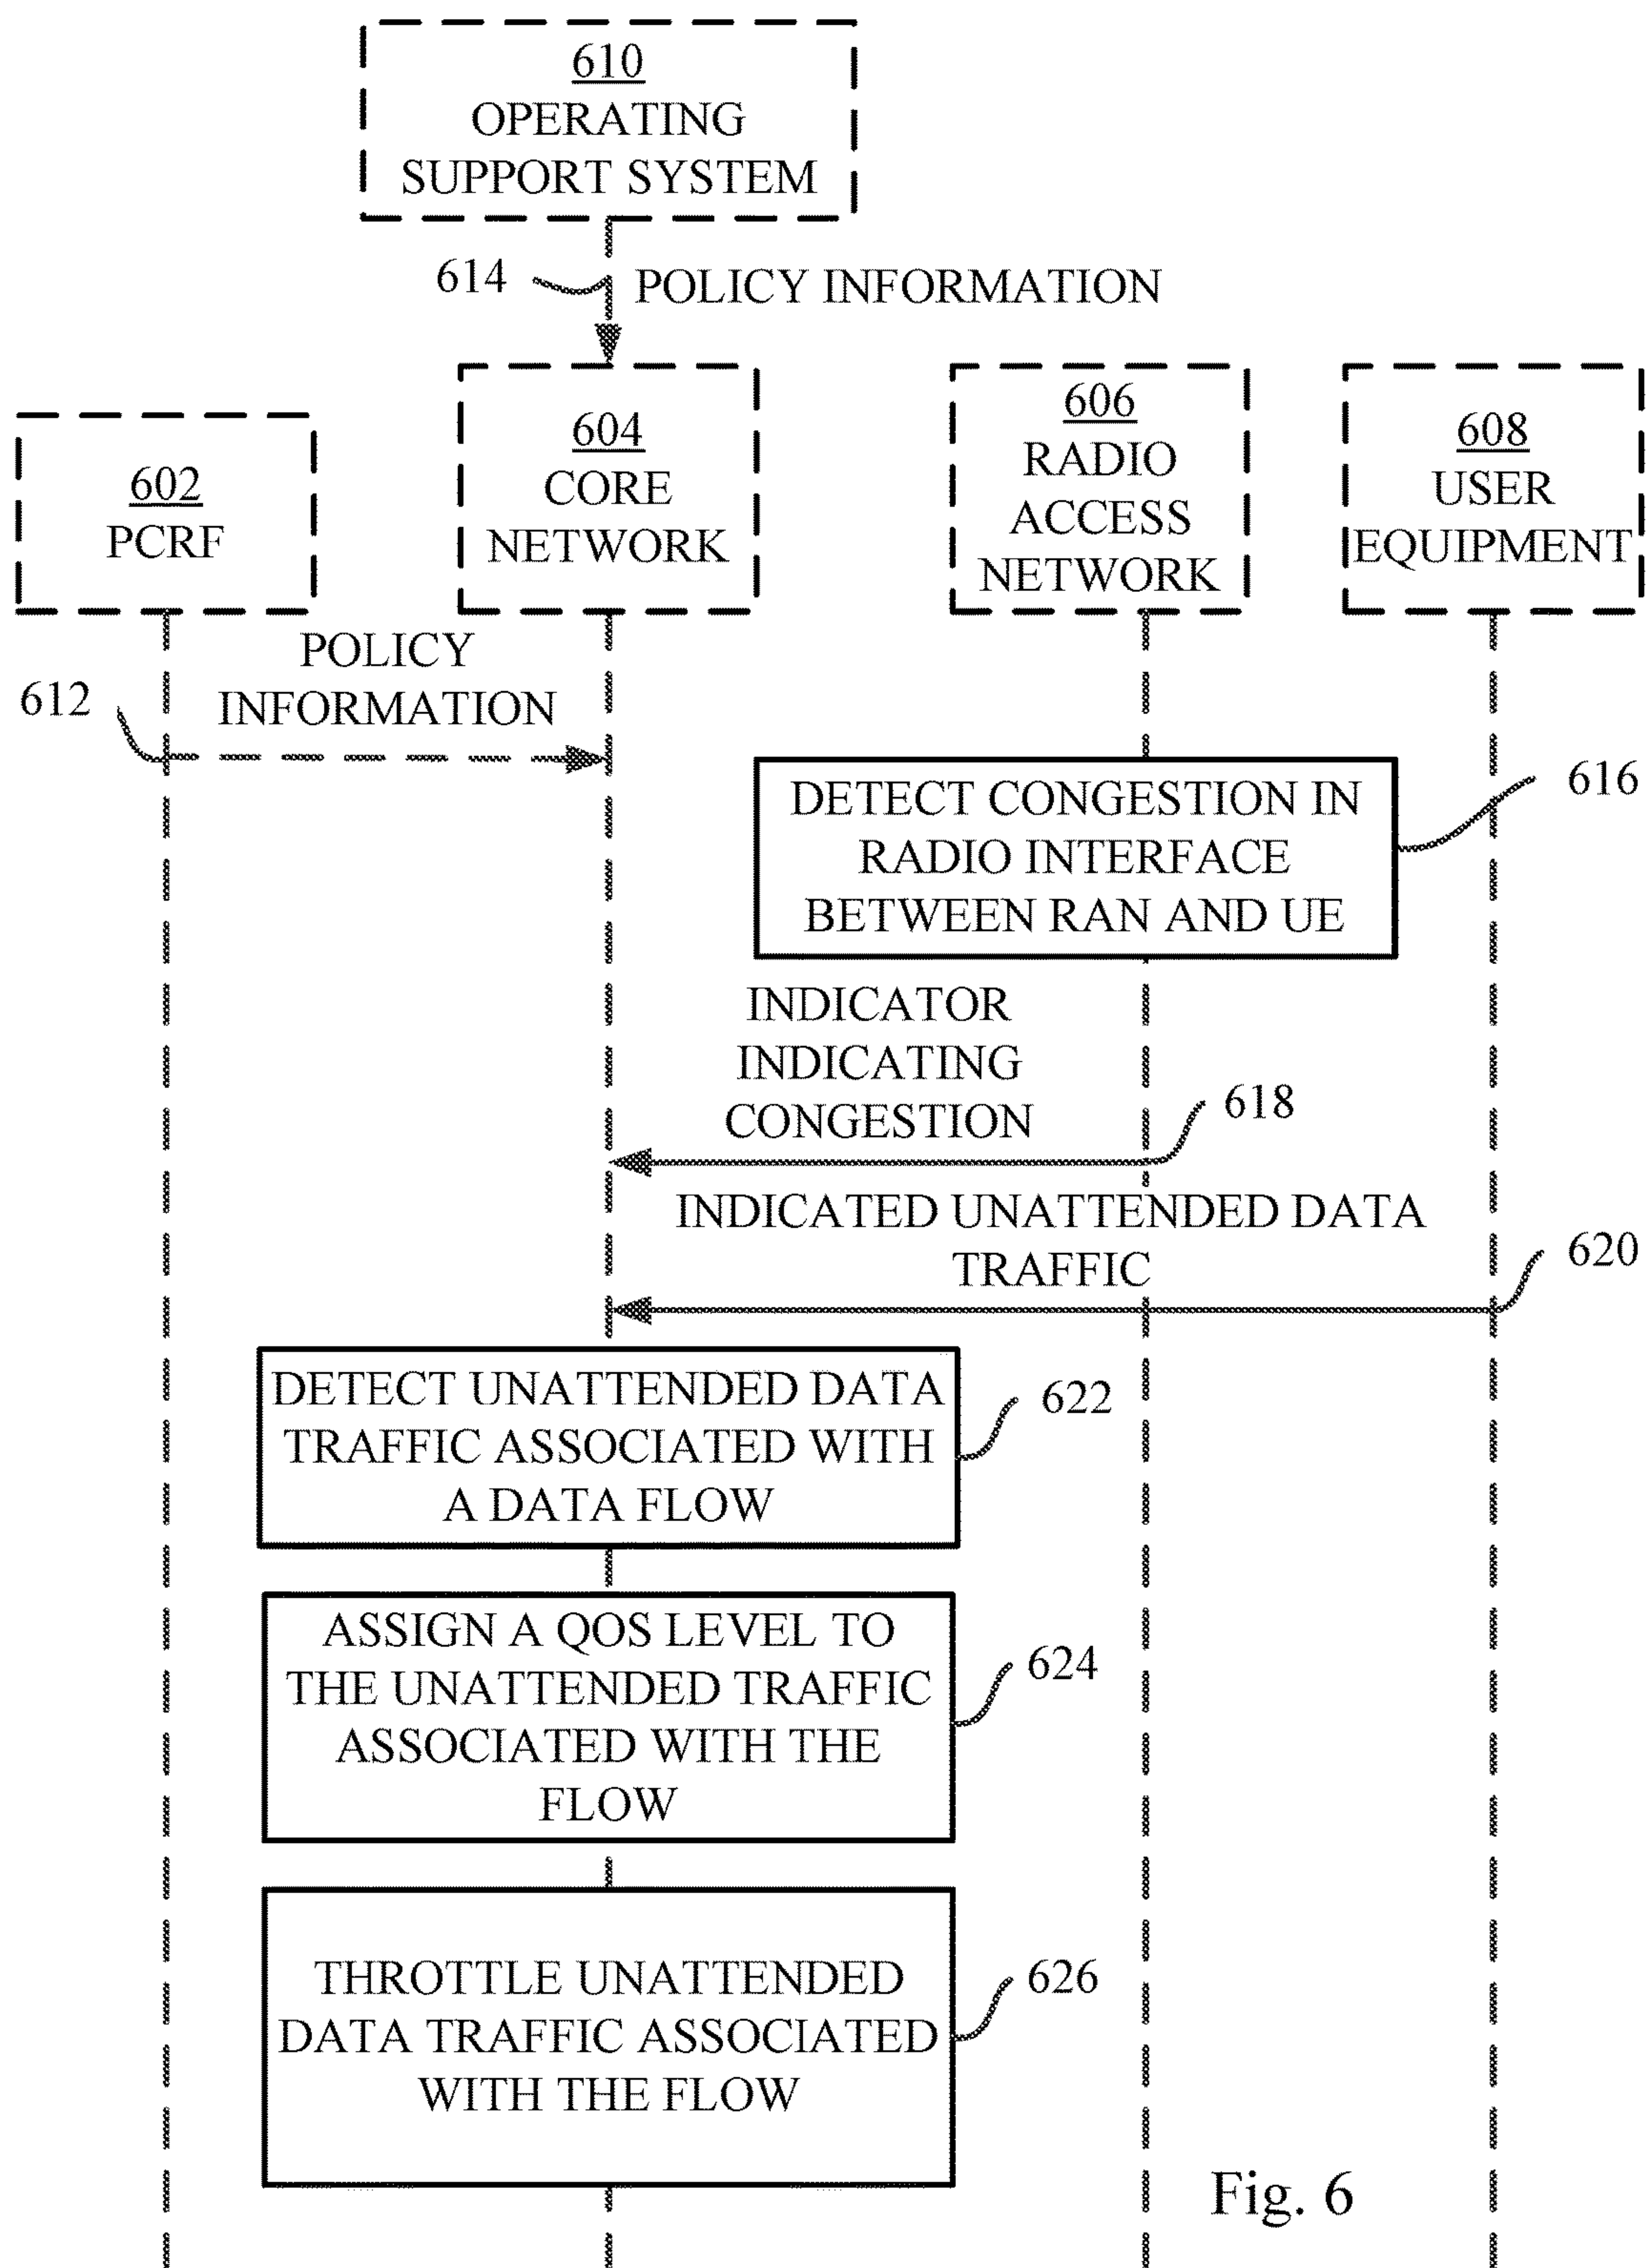 610
OPERATING
SUPPORT SYSTEM
614
POLICY INFORMATION
602
PCRF
604
CORE
NETWORK
606
RADIO
ACCESS
NETWORK
608
USER
EQUIPMENT
POLICY
INFORMATION
612
DETECT CONGESTION IN
RADIO INTERFACE
BETWEEN RAN AND UE
616
INDICATOR
INDICATING
CONGESTION
618
INDICATED UNATTENDED DATA
TRAFFIC
620
DETECT UNATTENDED DATA
TRAFFIC ASSOCIATED WITH
A DATA FLOW
622
ASSIGN A QOS LEVEL TO
THE UNATTENDED TRAFFIC
ASSOCIATED WITH THE
FLOW
624
THROTTLE UNATTENDED
DATA TRAFFIC ASSOCIATED
WITH THE FLOW
626
Fig. 6